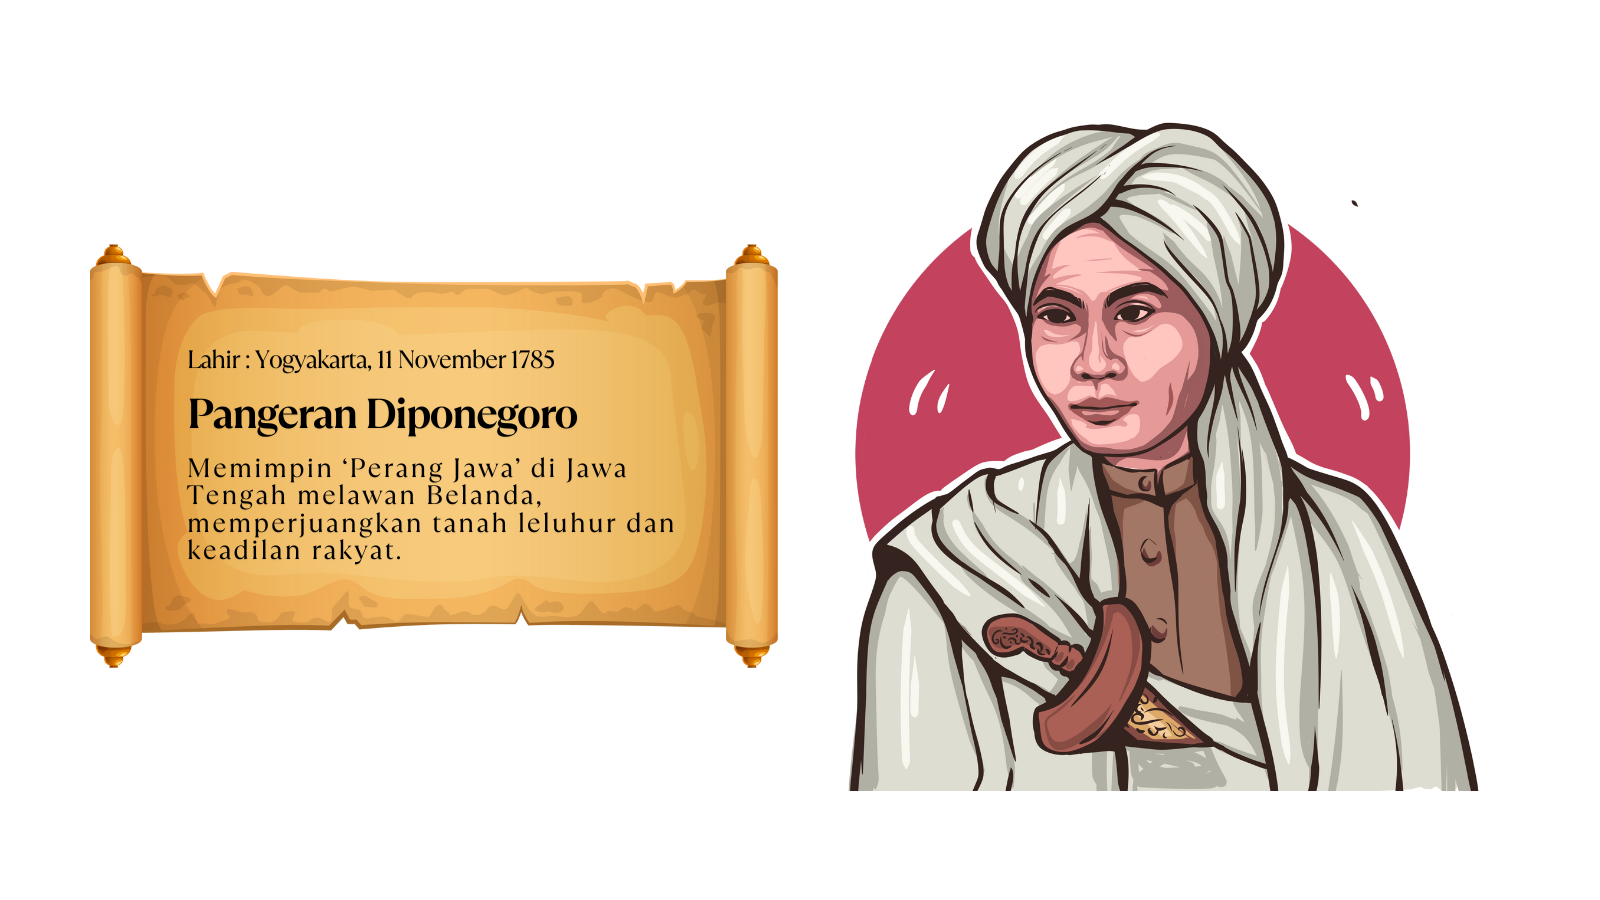 Lahir : Yogyakarta, 11 November 1785
Pangeran Diponegoro
Memimpin ‘Perang Jawa’ di Jawa
Tengah melawan Belanda,
memperjuangkan tanah leluhur dan
keadilan rakyat.